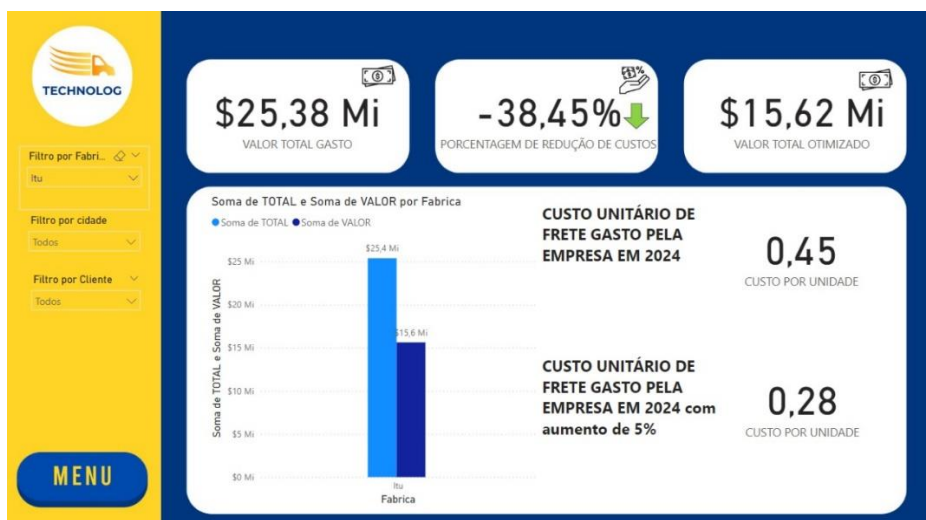 TECHNOLOG
Filtro por Fabri...
Itu
Filtro por cidade
Todos
Filtro por Cliente
Todos
MENU
$25,38 Mi
VALOR TOTAL GASTO
-38,45%
PORCENTAGEM DE REDUÇÃO DE CUSTOS
$15,62 Mi
VALOR TOTAL OTIMIZADO
Soma de TOTAL e Soma de VALOR por Fabrica
Soma de TOTAL Soma de VALOR
Soma de TOTAL e Soma de VALOR
$25 Mi
$20 Mi
$15 Mi
$10 Mi
$5 Mi
$0 Mi
$25,4 Mi
$15,6 Mi
Itu
Fabrica
CUSTO UNITÁRIO DE
FRETE GASTO PELA
EMPRESA EM 2024
0,45
CUSTO POR UNIDADE
CUSTO UNITÁRIO DE
FRETE GASTO PELA
EMPRESA EM 2024 com
aumento de 5%
0,28
CUSTO POR UNIDADE